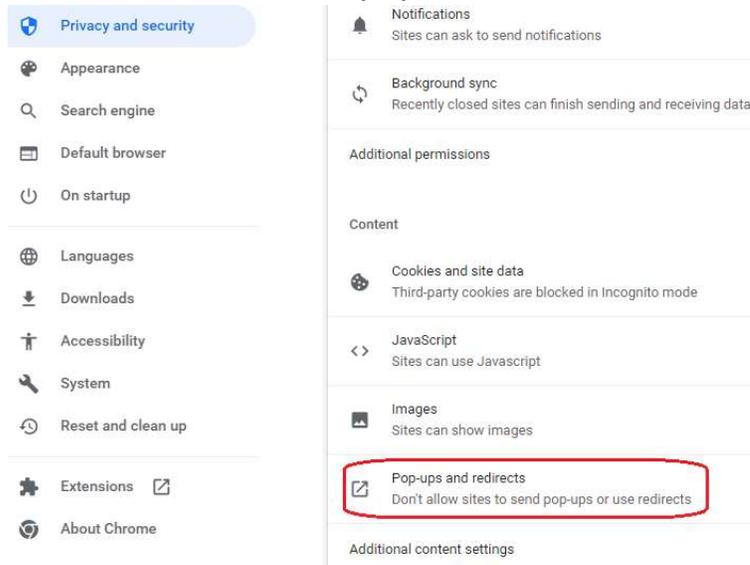 Privacy and security
Appearance
Search engine
Default browser
On startup
Languages
Downloads
Accessibility
System
Reset and clean up
Extensions
About Chrome
Notifications
Sites can ask to send notifications
Background sync
Recently closed sites can finish sending and receiving data
Additional permissions
Content
Cookies and site data
Third-party cookies are blocked in Incognito mode
JavaScript
Sites can use Javascript
Images
Sites can show images
Pop-ups and redirects
Don't allow sites to send pop-ups or use redirects
Additional content settings